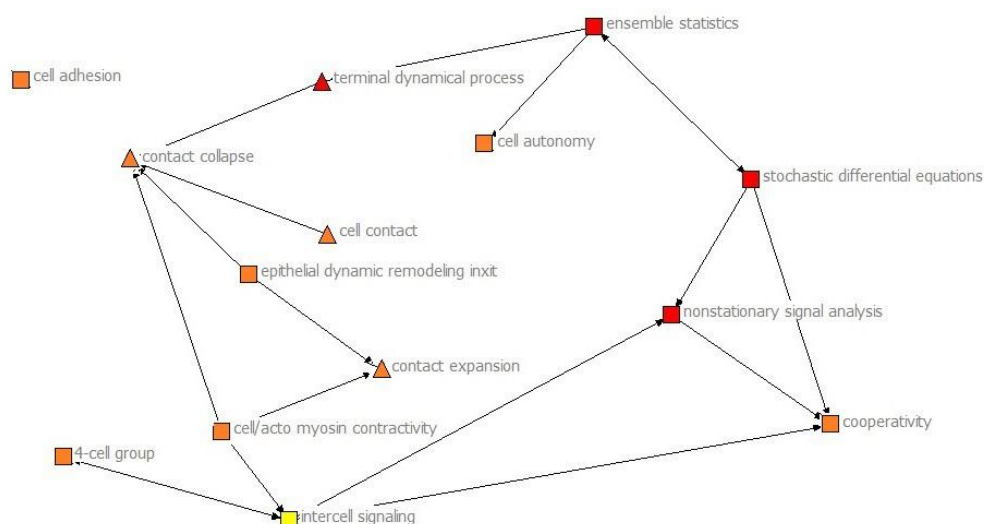 ensemble statistics
cell adhesion
terminal dynamical process
cell autonomy
contact collapse
stochastic differential equations
cell contact
epithelial dynamic remodeling inxit
nonstationary signal analysis
contact expansion
cell/acto myosin contractivity
cooperativity
4-cell group
intercell signaling